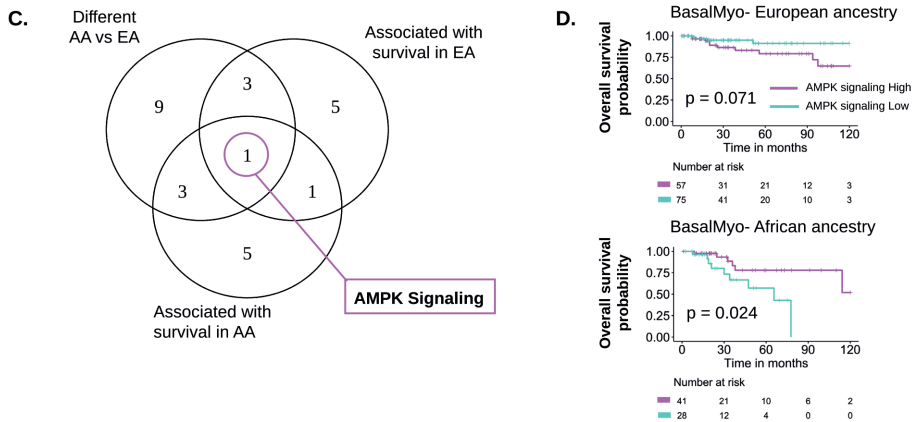 C.
Different
AA vs EA
Associated with
survival in EA
9
3
5
1
3
1
5
AMPK Signaling
Associated with
survival in AA
D.
BasalMyo- European ancestry
Overall survival
probability
1.00
0.75
0.50
0.25
0.00
p = 0.071
AMPK signaling High
AMPK signaling Low
0 30 60 90 120
Time in months
Number at risk
57 31 21 12 3
75 41 20 10 3
BasalMyo- African ancestry
Overall survival
probability
1.00
0.75
0.50
0.25
0.00
p = 0.024
0 30 60 90 120
Time in months
Number at risk
41 21 10 6 2
28 12 4 0 0